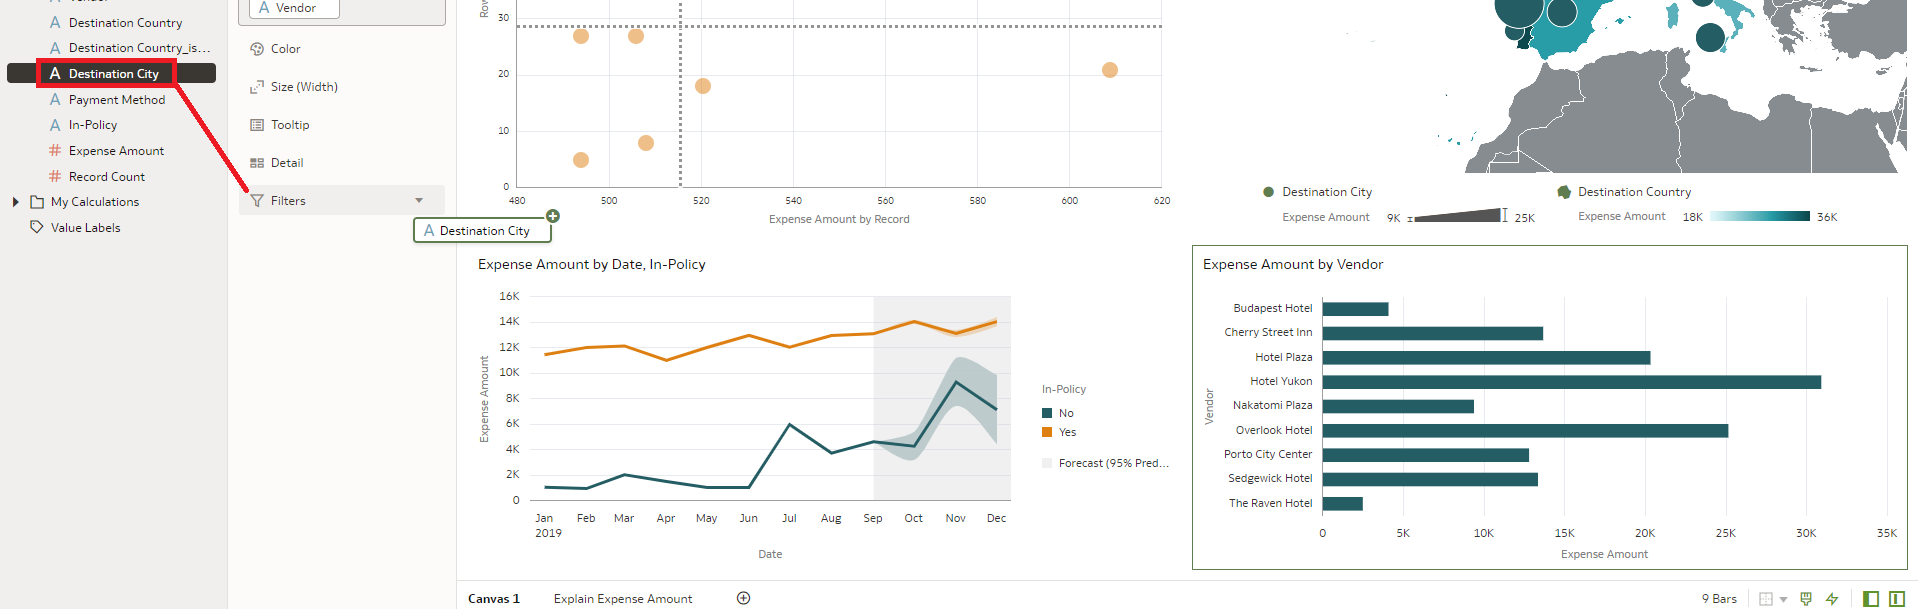 Vendor
Destination Country
Destination Country_is...
A Destination City
A Payment Method
A In-Policy
# Expense Amount
# Record Count
My Calculations
Value Labels
A Vendor
Color
Size (Width)
Tooltip
Detail
Filters
A Destination City
30
20
10
0
480 500 520 540 560 580 600 620
Expense Amount by Record
Destination City
Expense Amount 9K 25K
Destination Country
Expense Amount 18K 36K
Expense Amount by Date, In-Policy
Expense Amount
16K
14K
12K
10K
8K
6K
4K
2K
0
Jan Feb Mar Apr May Jun Jul Aug Sep Oct Nov Dec
2019
Date
In-Policy
No
Yes
Forecast (95% Pred...
Expense Amount by Vendor
Vendor
Budapest Hotel
Cherry Street Inn
Hotel Plaza
Hotel Yukon
Nakatomi Plaza
Overlook Hotel
Porto City Center
Sedgewick Hotel
The Raven Hotel
0 5K 10K 15K 20K 25K 30K 35K
Expense Amount
Canvas 1 Explain Expense Amount
9 Bars